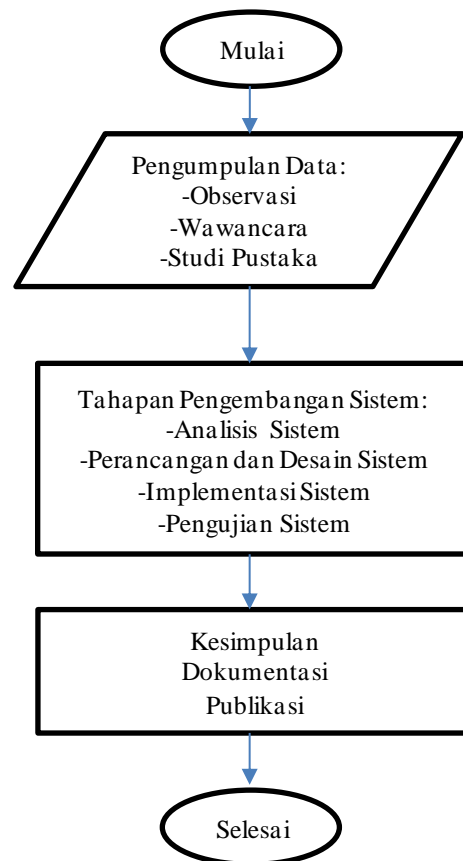 Mulai
Pengumpulan Data:
-Observasi
-Wawancara
-Studi Pustaka
Tahapan Pengembangan Sistem:
-Analisis Sistem
-Perancangan dan Desain Sistem
-Implementasi Sistem
-Pengujian Sistem
Kesimpulan
Dokumentasi
Publikasi
Selesai